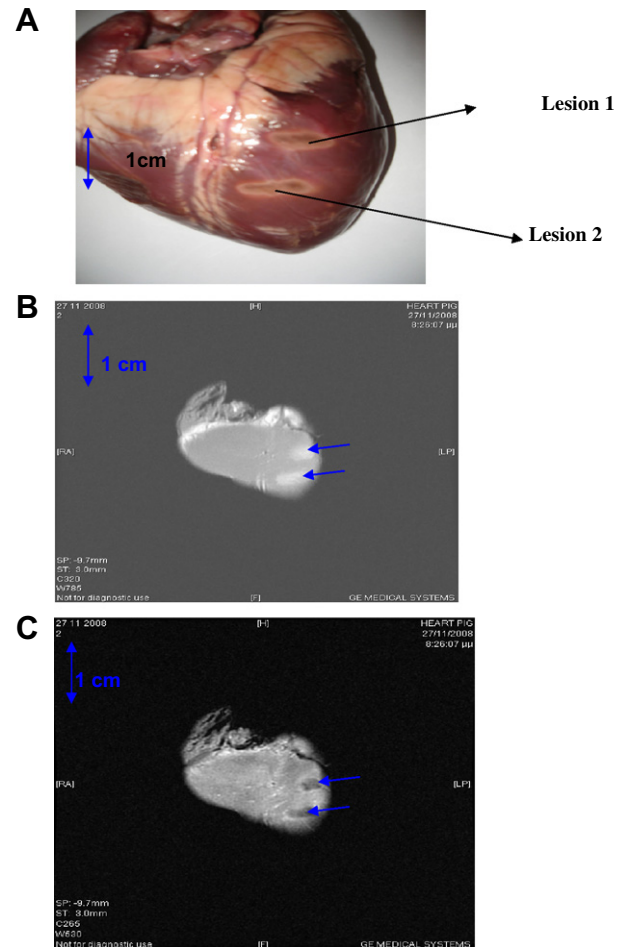 A
Lesion 1
1cm
Lesion 2
B
27 11 2008
2
[H]
HEART PIG
27/11/2008
8:26:07 μμ
1 cm
[RA]
[LP]
SP: -9.7mm
ST: 3.0mm
C320
W785
Not for diagnostic use
[F]
GE MEDICAL SYSTEMS
C
27 11 2008
2
[H]
HEART PIG
27/11/2008
8:26:07 μμ
1 cm
[RA]
[LP]
SP: -9.7mm
ST: 3.0mm
C265
W530
Not for diagnostic use
[F]
GE MEDICAL SYSTEMS